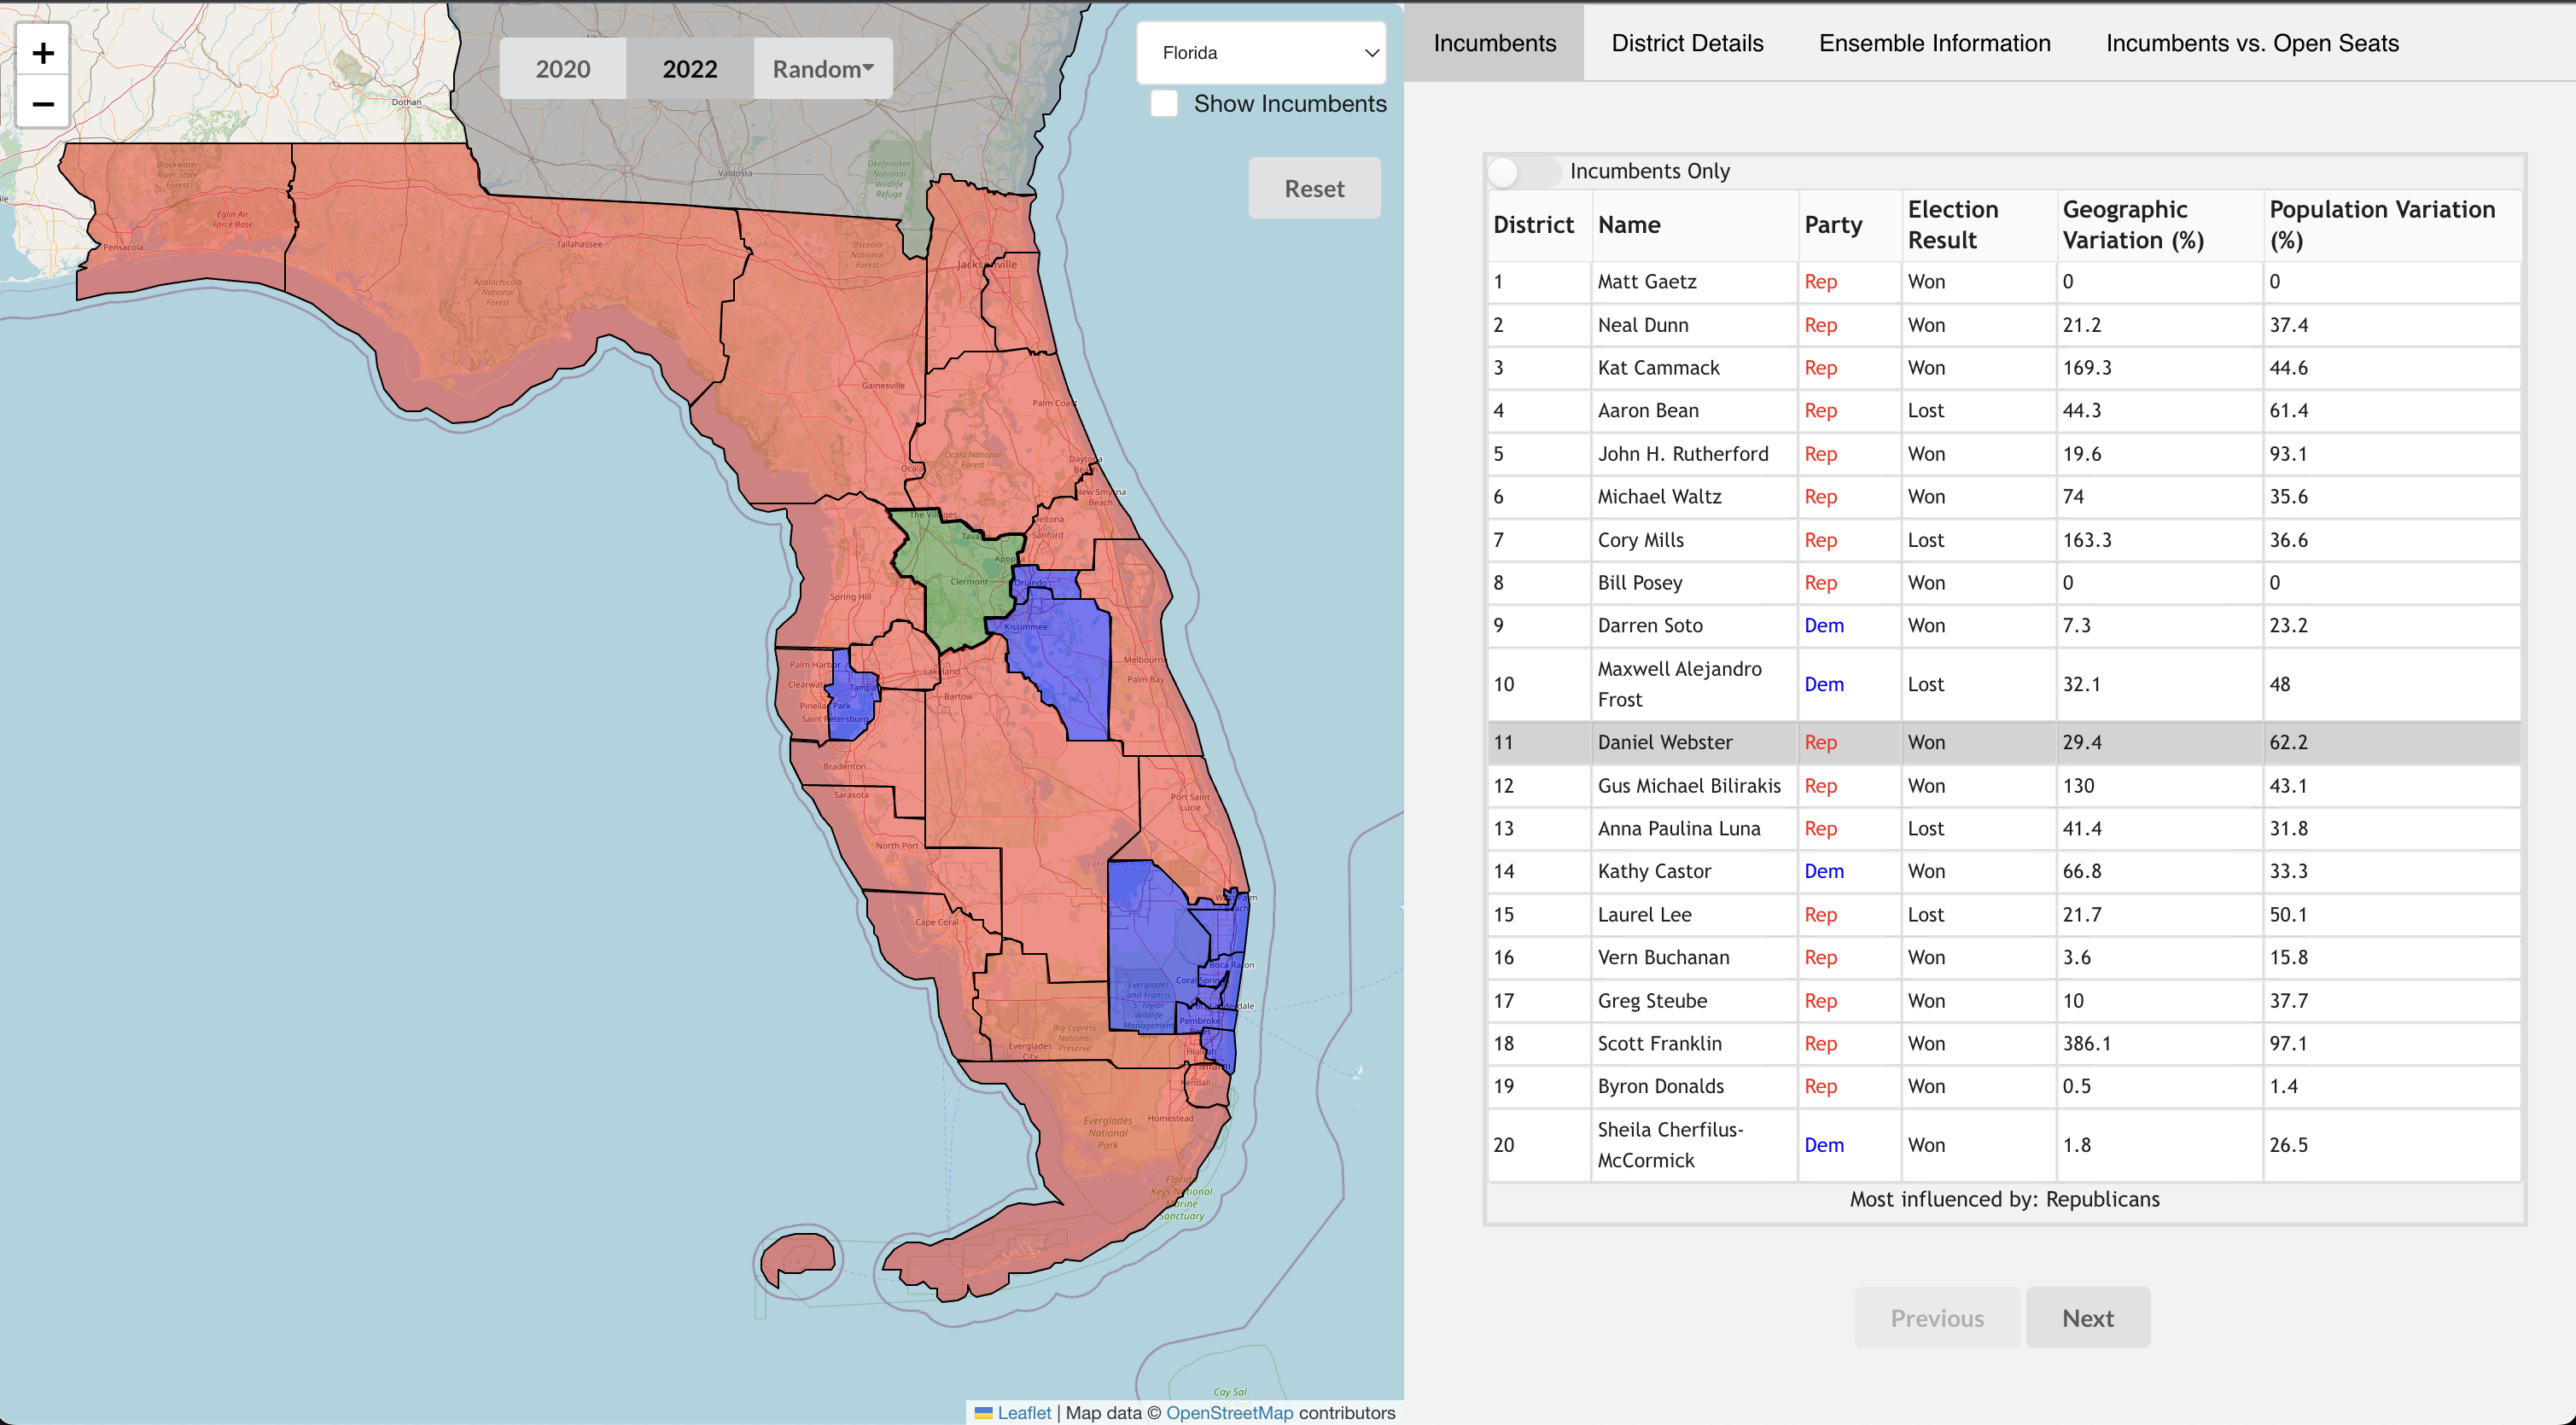 +
−
2020
2022
Random
Florida
Show Incumbents
Reset
Dothan
Valdosta
Okefenokee
National
Wildlife
Refuge
Blackwater
River State
Forest
Eglin Air
Force Base
Pensacola
Tallahassee
Apalachicola
National
Forest
Osceola
National
Forest
Jacksonville
Gainesville
Palm Coast
Ocala
Ocala National
Forest
Daytona
Beach
New Smyrna
Beach
Deltona
Sanford
The Villages
Clermont
Orlando
Kissimmee
Spring Hill
Palm Harbor
Tampa
Park
Saint Petersburg
Lakeland
Bartow
Melbourne
Palm Bay
Bradenton
Sarasota
Port Saint
Lucie
North Port
Cape Coral
Boca Raton
Everglades
and Francis
S. Taylor
Wildlife
Management
Area
Pembroke
Big Cypress
National
Preserve
Everglades
City
Hialeah
Miami
Kendall
Homestead
Everglades
National
Park
Florida
Keys National
Marine
Sanctuary
Cay Sal
Leaflet | Map data © OpenStreetMap contributors
Incumbents
District Details
Ensemble Information
Incumbents vs. Open Seats
Incumbents Only
District Name Party Election Result Geographic Variation (%) Population Variation (%)
1 Matt Gaetz Rep Won 0 0
2 Neal Dunn Rep Won 21.2 37.4
3 Kat Cammack Rep Won 169.3 44.6
4 Aaron Bean Rep Lost 44.3 61.4
5 John H. Rutherford Rep Won 19.6 93.1
6 Michael Waltz Rep Won 74 35.6
7 Cory Mills Rep Lost 163.3 36.6
8 Bill Posey Rep Won 0 0
9 Darren Soto Dem Won 7.3 23.2
10 Maxwell Alejandro Frost Dem Lost 32.1 48
11 Daniel Webster Rep Won 29.4 62.2
12 Gus Michael Bilirakis Rep Won 130 43.1
13 Anna Paulina Luna Rep Lost 41.4 31.8
14 Kathy Castor Dem Won 66.8 33.3
15 Laurel Lee Rep Lost 21.7 50.1
16 Vern Buchanan Rep Won 3.6 15.8
17 Greg Steube Rep Won 10 37.7
18 Scott Franklin Rep Won 386.1 97.1
19 Byron Donalds Rep Won 0.5 1.4
20 Sheila Cherfilus-McCormick Dem Won 1.8 26.5
Most influenced by: Republicans
Previous
Next